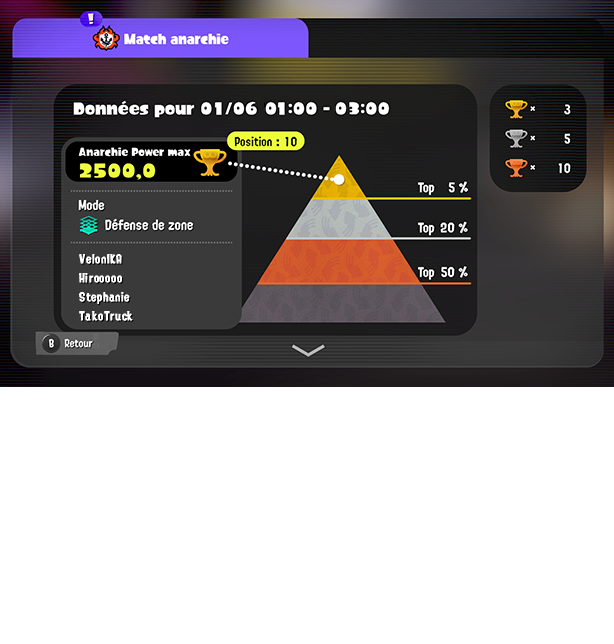 !
Match anarchie
Données pour 01/06 01:00 - 03:00
Anarchie Power max
2500,0
Position : 10
Mode
Défense de zone
VelonIKA
Hirooooo
Stephanie
TakoTruck
Top 5 %
Top 20 %
Top 50 %
× 3
× 5
× 10
B Retour